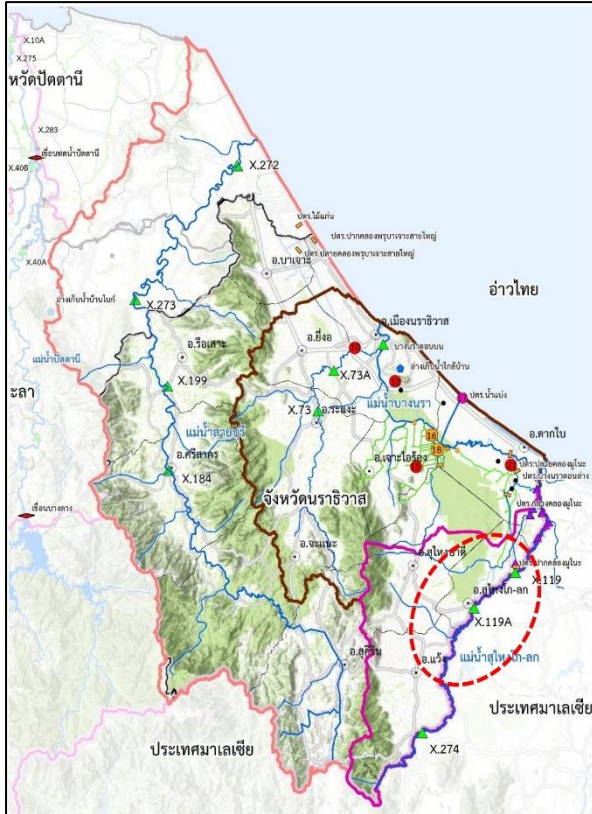 X.10A
X.275
หวัดปัตตานี
X.283
เขื่อนทดน้ำปัตตานี
X.40B
X.272
ปตร.ไม้แก่น
ปตร.ปากคลองพรุบาเจาะสายใหญ่
ปตร.ปลายคลองพรุบาเจาะสายใหญ่
X.40A
อ.บาเจาะ
อ่าวไทย
อ่างเก็บน้ำบ้านโมก์
X.273
อ.เมืองนราธิวาส
แม่น้ำปัตตานี
อ.รือเสาะ
อ.ยี่งอ
บางนราตอนบน
อ่างเก็บน้ำใกล้บ้าน
ะลา
X.199
X.73A
ปตร.น้ำแบ่ง
แม่น้ำสายบุรี
X.73
อ.ระแงะ
แม่น้ำบางนรา
อ.ตากใบ
16
18
X.184
อ.ศรีสาคร
อ.เจาะไอร้อง
ปตร.ปลายคลองมูโนะ
ปตร.บางนราตอนล่าง
เขื่อนบางลาง
จังหวัดนราธิวาส
ปตร.กลางคลองมูโนะ
อ.จะแนะ
อ.สุไหงปาดี
ปตร.ปากคลองมูโนะ
X.119
อ.สุไหงโก-ลก
X.119A
อ.สุคิริน
อ.แว้ง
แม่น้ำสุไหงโก-ลก
ประเทศมาเลเซีย
ประเทศมาเลเซีย
X.274